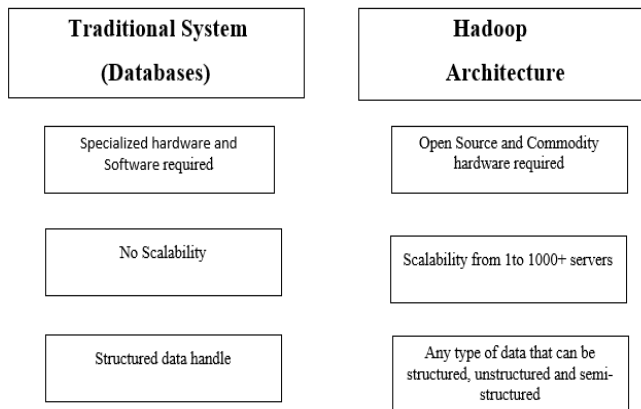 Traditional System
(Databases)
Hadoop
Architecture
Specialized hardware and
Software required
Open Source and Commodity
hardware required
No Scalability
Scalability from 1to 1000+ servers
Structured data handle
Any type of data that can be
structured, unstructured and semi-
structured